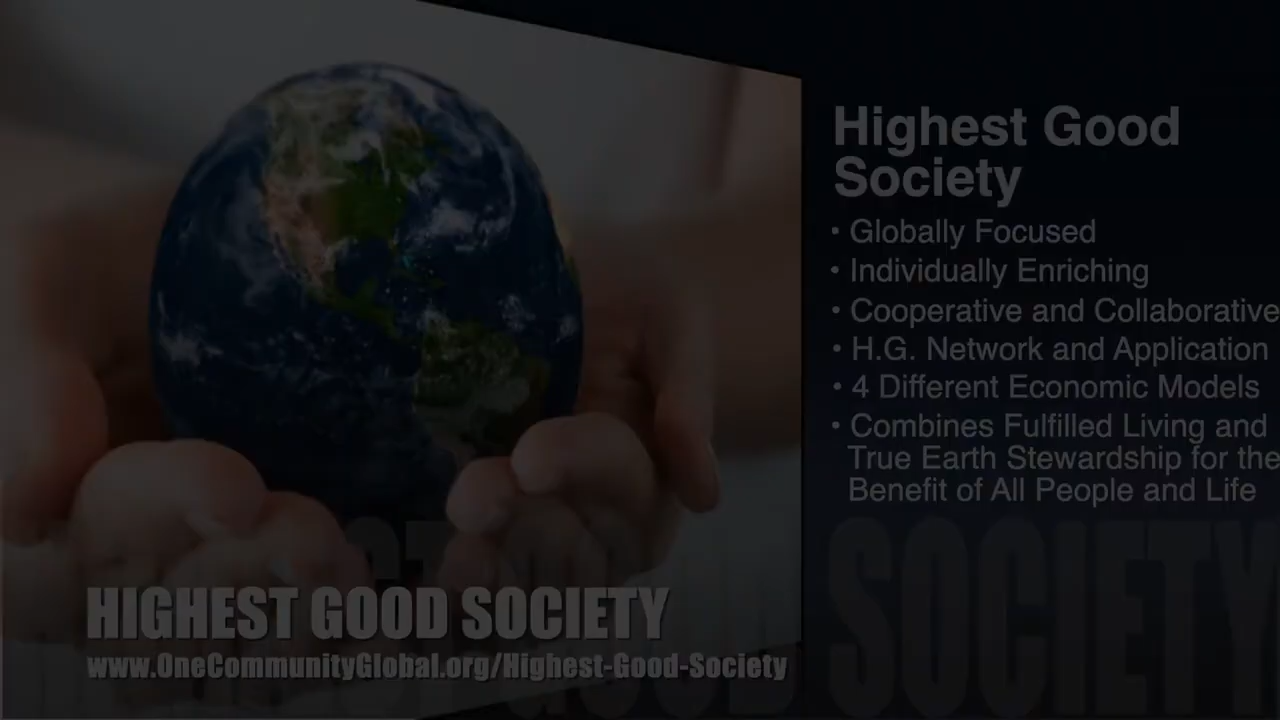 Highest Good
Society
• Globally Focused
• Individually Enriching
• Cooperative and Collaborative
• H.G. Network and Application
• 4 Different Economic Models
• Combines Fulfilled Living and
True Earth Stewardship for the
Benefit of All People and Life
HIGHEST GOOD SOCIETY
HIGHEST GOOD SOCIETY
www.OneCommunityGlobal.org/Highest-Good-Society